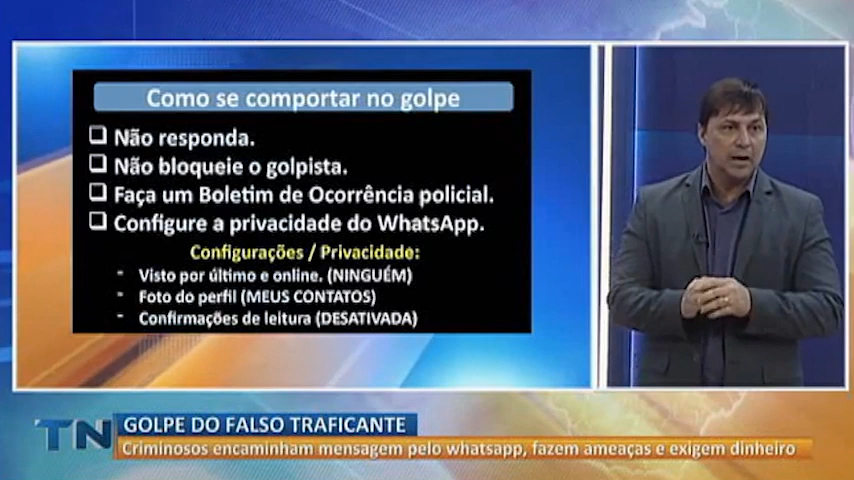 Como se comportar no golpe
Não responda.
Não bloqueie o golpista.
Faça um Boletim de Ocorrência policial.
Configure a privacidade do WhatsApp.
Configurações / Privacidade:
- Visto por último e online. (NINGUÉM)
- Foto do perfil (MEUS CONTATOS)
- Confirmações de leitura (DESATIVADA)
TN
GOLPE DO FALSO TRAFICANTE
Criminosos encaminham mensagem pelo whatsapp, fazem ameaças e exigem dinheiro